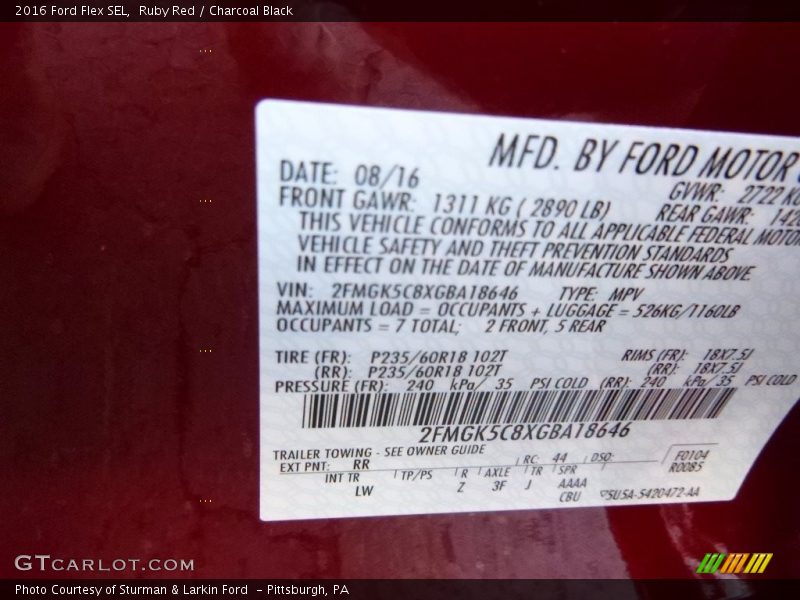 2016 Ford Flex SEL,  Ruby Red / Charcoal Black
MFD. BY FORD MOTOR
DATE: 08/16
GVWR: 2722 KG
FRONT GAWR: 1311 KG ( 2890 LB)
REAR GAWR: 142
THIS VEHICLE CONFORMS TO ALL APPLICABLE FEDERAL MOTOR
VEHICLE SAFETY AND THEFT PREVENTION STANDARDS
IN EFFECT ON THE DATE OF MANUFACTURE SHOWN ABOVE
VIN: 2FMGK5C8XGBA18646 TYPE: MPV
MAXIMUM LOAD = OCCUPANTS + LUGGAGE = 526KG/1160LB
OCCUPANTS = 7 TOTAL; 2 FRONT, 5 REAR
TIRE (FR): P235/60R18 102T RIMS (FR): 18X7.5J
(RR): P235/60R18 102T (RR): 18X7.5J
PRESSURE (FR): 240 kPa/ 35 PSI COLD (RR): 240 kPa/35 PSI COLD
2FMGK5C8XGBA18646
TRAILER TOWING - SEE OWNER GUIDE
EXT PNT: RR RC: 44 DSO: F0104
R0085
INT TR TP/PS R AXLE TR SPR
LW Z 3F J AAAA
CBU 5U5A-5420472-AA
GTCARLOT.COM
Photo Courtesy of Sturman & Larkin Ford  - Pittsburgh, PA